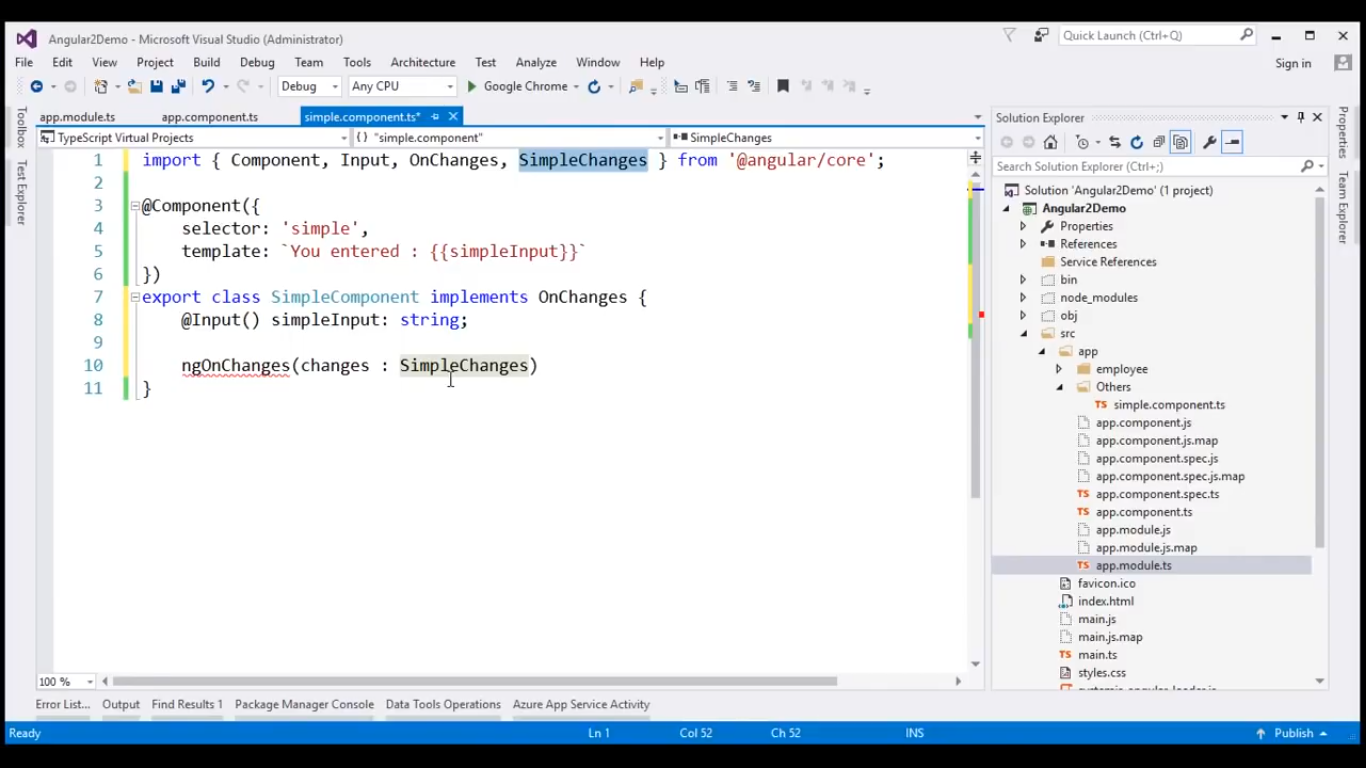 Angular2Demo - Microsoft Visual Studio (Administrator)
Quick Launch (Ctrl+Q)
File Edit View Project Build Debug Team Tools Architecture Test Analyze Window Help
Sign in
Debug Any CPU Google Chrome
Toolbox
Test Explorer
app.module.ts app.component.ts simple.component.ts*
TypeScript Virtual Projects {} "simple.component" SimpleChanges
1 import { Component, Input, OnChanges, SimpleChanges } from '@angular/core';
2
3 @Component({
4 selector: 'simple',
5 template: `You entered : {{simpleInput}}`
6 })
7 export class SimpleComponent implements OnChanges {
8 @Input() simpleInput: string;
9
10 ngOnChanges(changes : SimpleChanges)
11 }
100 %
Solution Explorer
Search Solution Explorer (Ctrl+;)
Solution 'Angular2Demo' (1 project)
Angular2Demo
Properties
References
Service References
bin
node_modules
obj
src
app
employee
Others
TS simple.component.ts
app.component.js
app.component.js.map
app.component.spec.js
app.component.spec.js.map
TS app.component.spec.ts
TS app.component.ts
app.module.js
app.module.js.map
TS app.module.ts
favicon.ico
index.html
main.js
main.js.map
TS main.ts
styles.css
Properties
Team Explorer
Error List... Output Find Results 1 Package Manager Console Data Tools Operations Azure App Service Activity
Ready Ln 1 Col 52 Ch 52 INS Publish